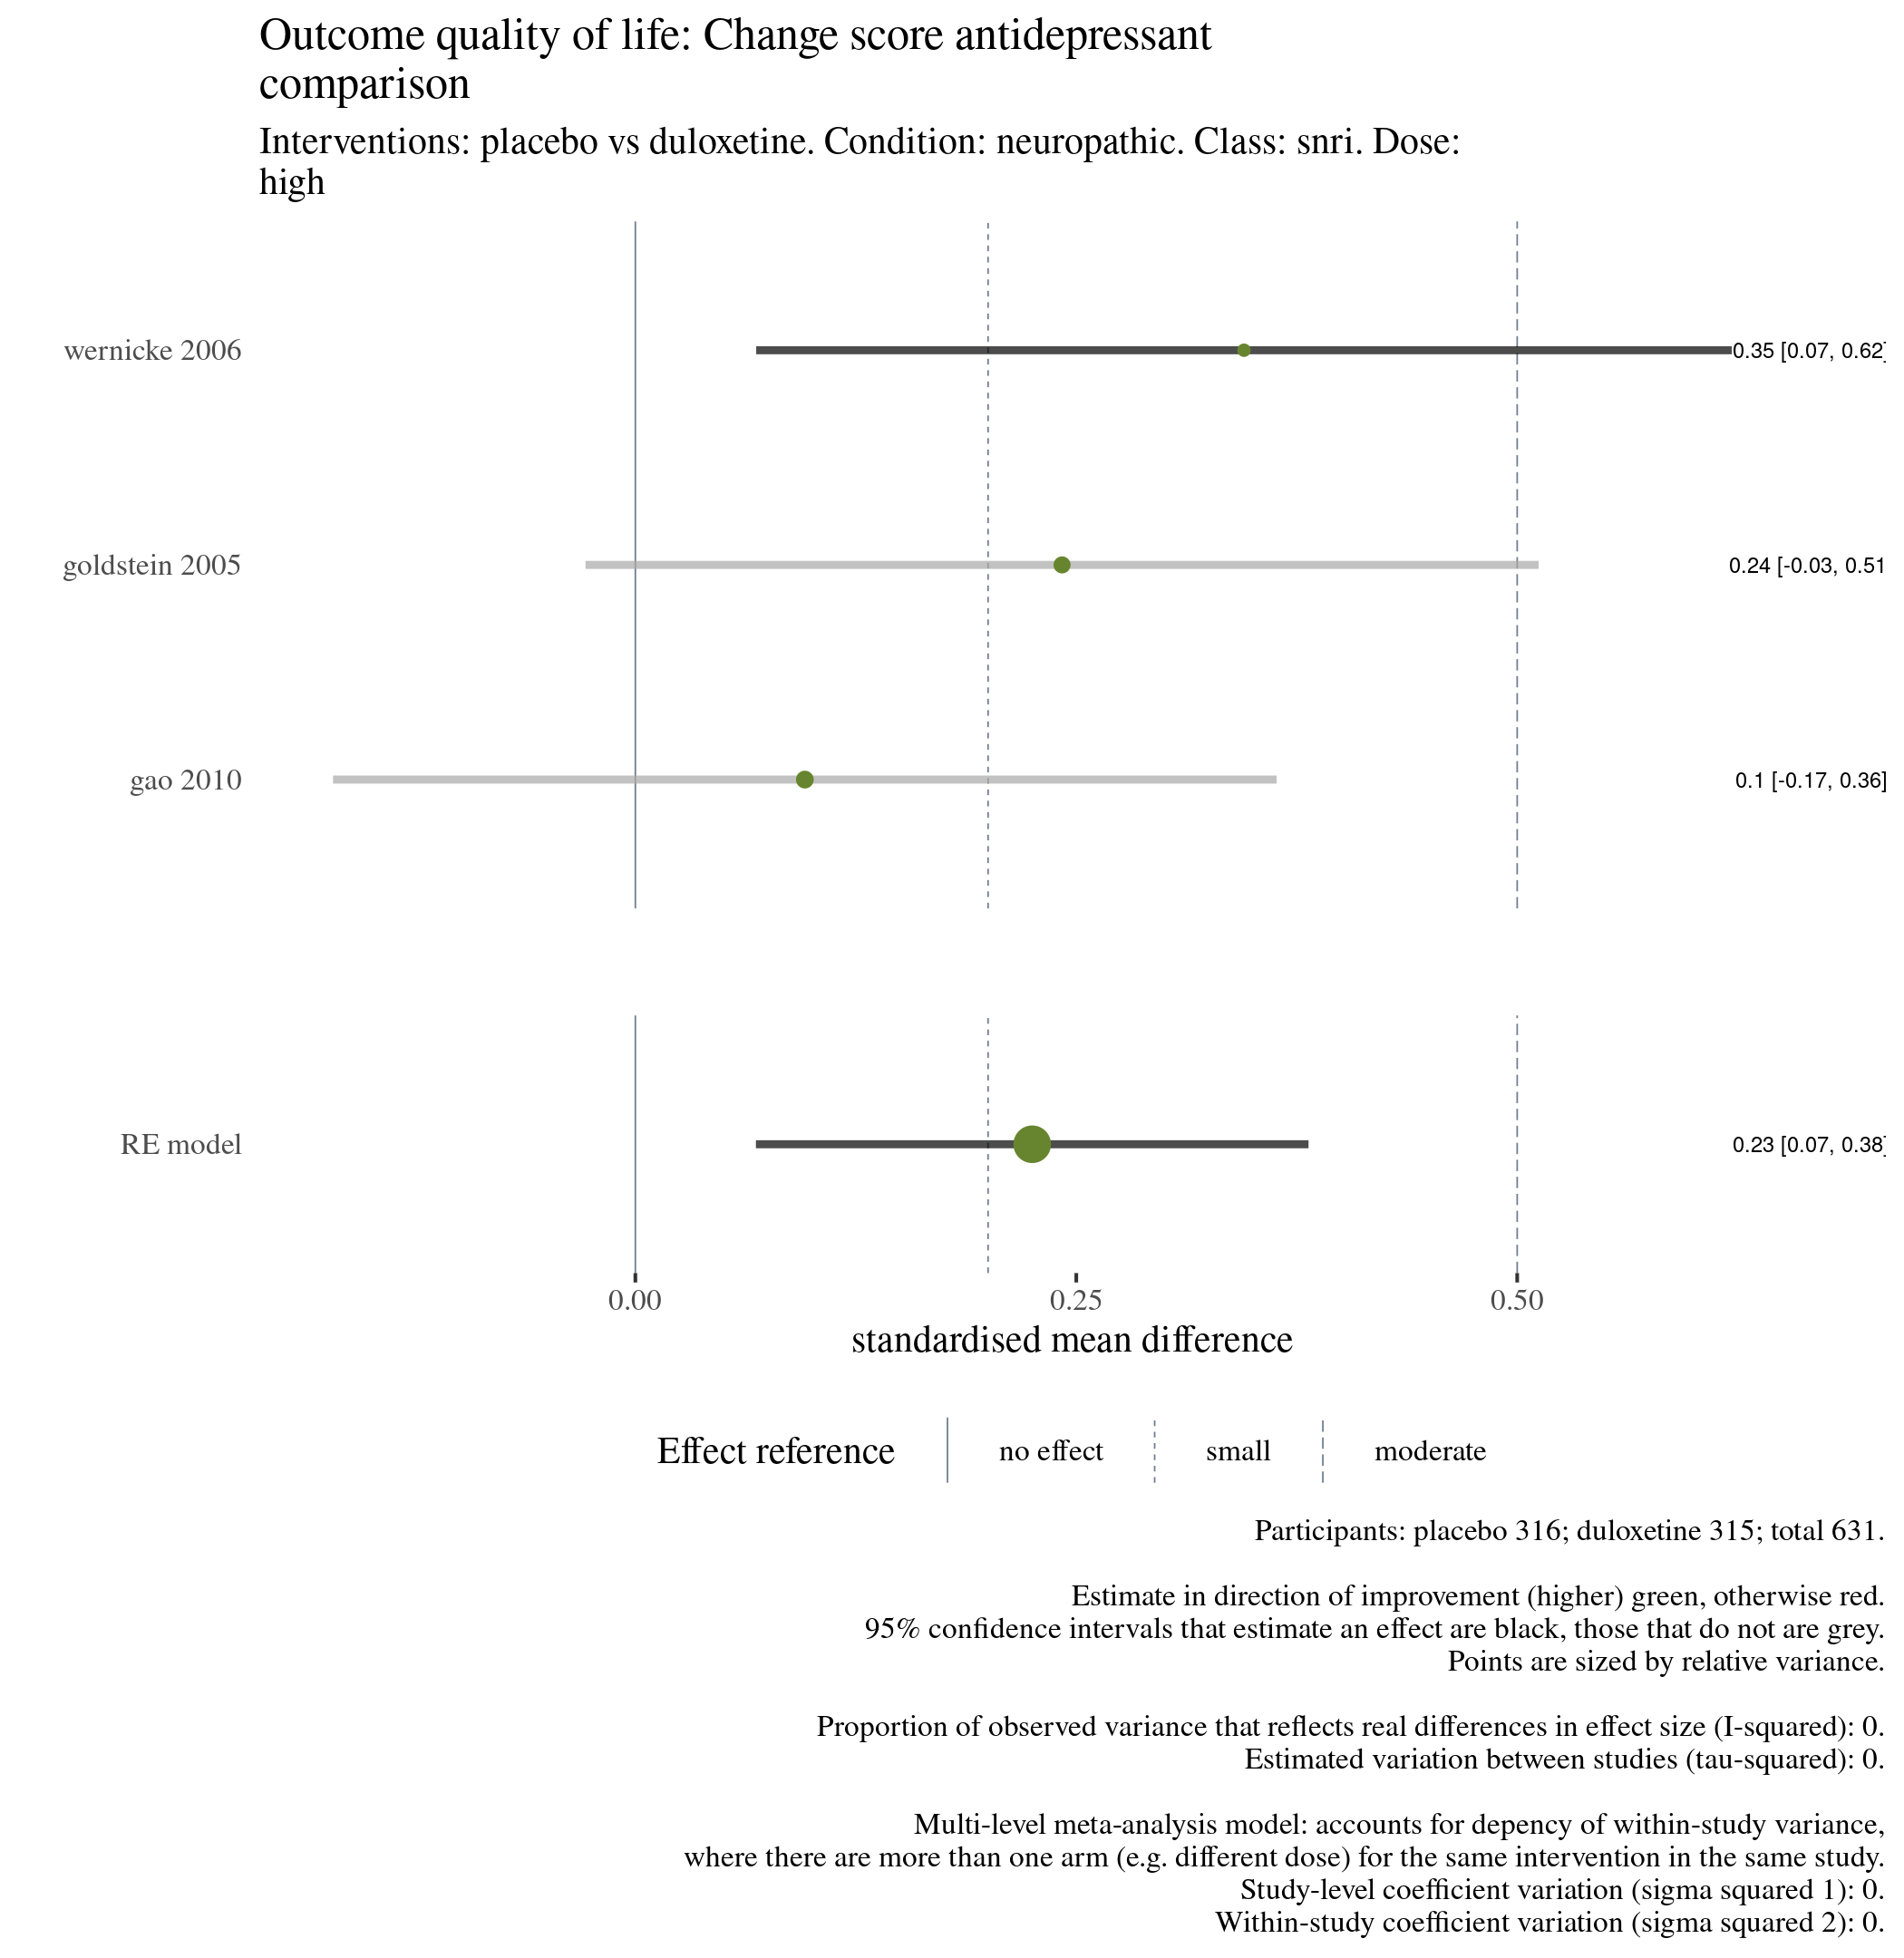 Outcome quality of life: Change score antidepressant
comparison
Interventions: placebo vs duloxetine. Condition: neuropathic. Class: snri. Dose:
high
wernicke 2006
0.35 [0.07, 0.62]
goldstein 2005
0.24 [-0.03, 0.51
gao 2010
0.1 [-0.17, 0.36]
RE model
0.23 [0.07, 0.38]
0.00 0.25 0.50
standardised mean difference
Effect reference no effect small moderate
Participants: placebo 316; duloxetine 315; total 631.
Estimate in direction of improvement (higher) green, otherwise red.
95% confidence intervals that estimate an effect are black, those that do not are grey.
Points are sized by relative variance.
Proportion of observed variance that reflects real differences in effect size (I-squared): 0.
Estimated variation between studies (tau-squared): 0.
Multi-level meta-analysis model: accounts for depency of within-study variance,
where there are more than one arm (e.g. different dose) for the same intervention in the same study.
Study-level coefficient variation (sigma squared 1): 0.
Within-study coefficient variation (sigma squared 2): 0.